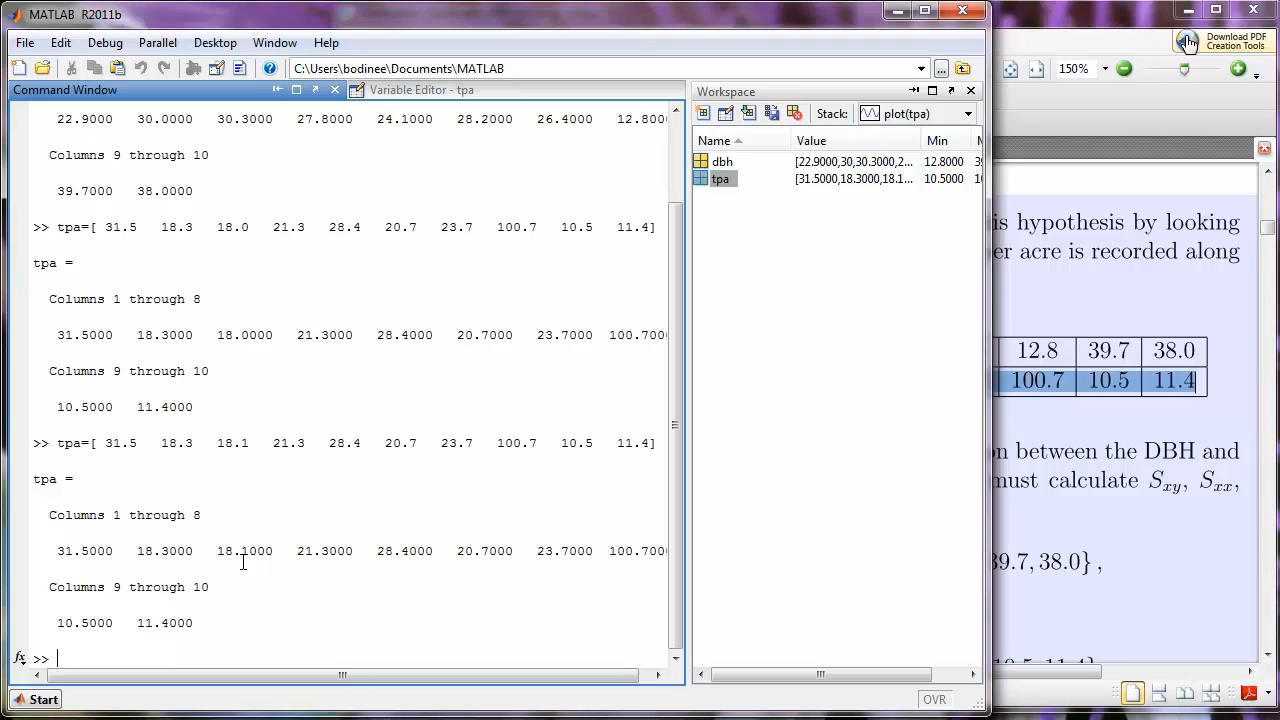 MATLAB R2011b
File Edit Debug Parallel Desktop Window Help
C:\Users\bodinee\Documents\MATLAB
Command Window
Variable Editor - tpa
22.9000 30.0000 30.3000 27.8000 24.1000 28.2000 26.4000 12.800
Columns 9 through 10
39.7000 38.0000
>> tpa=[ 31.5 18.3 18.0 21.3 28.4 20.7 23.7 100.7 10.5 11.4]
tpa =
Columns 1 through 8
31.5000 18.3000 18.0000 21.3000 28.4000 20.7000 23.7000 100.700
Columns 9 through 10
10.5000 11.4000
>> tpa=[ 31.5 18.3 18.1 21.3 28.4 20.7 23.7 100.7 10.5 11.4]
tpa =
Columns 1 through 8
31.5000 18.3000 18.1000 21.3000 28.4000 20.7000 23.7000 100.700
Columns 9 through 10
10.5000 11.4000
fx >>
Start
OVR
Workspace
Stack: plot(tpa)
Name Value Min M
dbh [22.9000,30,30.3000,2... 12.8000 39
tpa [31.5000,18.3000,18.1... 10.5000 10
Download PDF
Creation Tools
150%
is hypothesis by looking
er acre is recorded along
12.8 39.7 38.0
100.7 10.5 11.4
on between the DBH and
must calculate Sxy, Sxx,
39.7, 38.0} ,